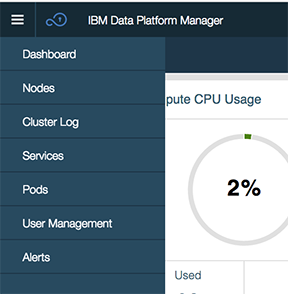 IBM Data Platform Manager
Dashboard
Nodes
Cluster Log
Services
Pods
User Management
Alerts
pute CPU Usage
2%
Used